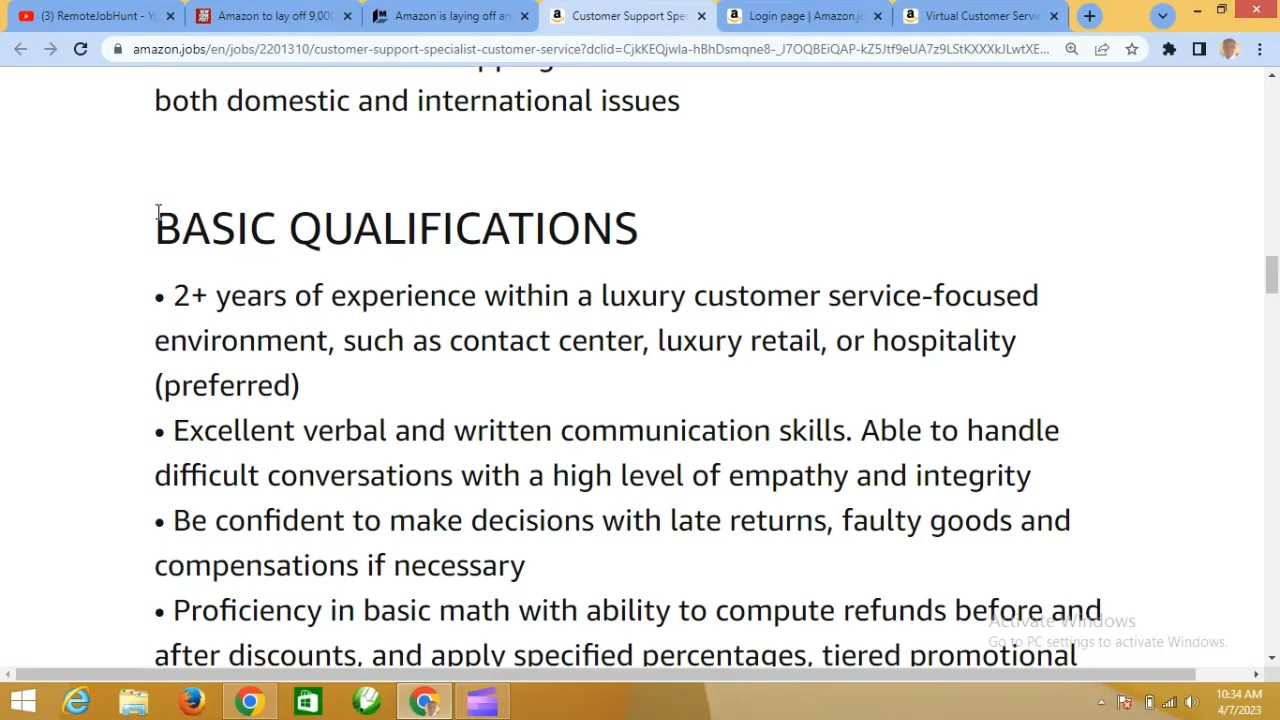 (3) RemoteJobHunt - Y
Amazon to lay off 9,000
Amazon is laying off an
Customer Support Spe
Login page | Amazon.jo
Virtual Customer Servi
amazon.jobs/en/jobs/2201310/customer-support-specialist-customer-service?dclid=CjkKEQjwla-hBhDsmqne8-_J7OQBEiQAP-kZ5Jtf9eUA7z9LStKXXXkJLwtXE...
both domestic and international issues
BASIC QUALIFICATIONS
• 2+ years of experience within a luxury customer service-focused
environment, such as contact center, luxury retail, or hospitality
(preferred)
• Excellent verbal and written communication skills. Able to handle
difficult conversations with a high level of empathy and integrity
• Be confident to make decisions with late returns, faulty goods and
compensations if necessary
• Proficiency in basic math with ability to compute refunds before and
after discounts, and apply specified percentages, tiered promotional
Activate Windows
Go to PC settings to activate Windows.
10:34 AM
4/7/2023